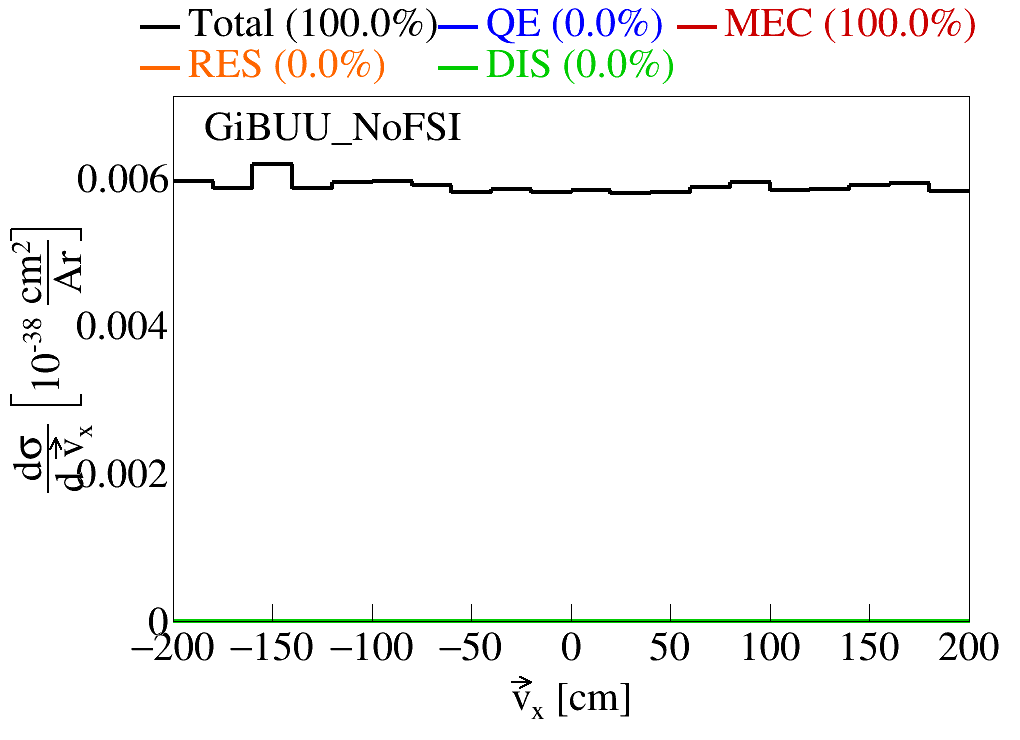 Total (100.0%) QE (0.0%) MEC (100.0%)
RES (0.0%) DIS (0.0%)
GiBUU_NoFSI
0.006
0.004
0.002
0
dσ/dv⃗ₓ [10⁻³⁸ cm²/Ar]
−200 −150 −100 −50 0 50 100 150 200
v⃗ₓ [cm]